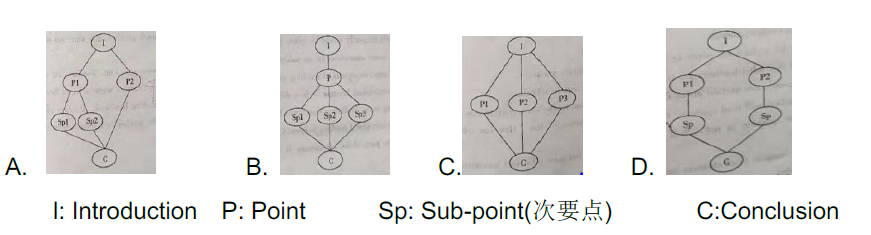 I I I I
P1 P2 P P1 P2 P3 P1 P2
Sp1 Sp2 Sp1 Sp2 Sp3 Sp Sp
C C C C
A. B. C. D.
I: Introduction P: Point Sp: Sub-point(次要点) C:Conclusion